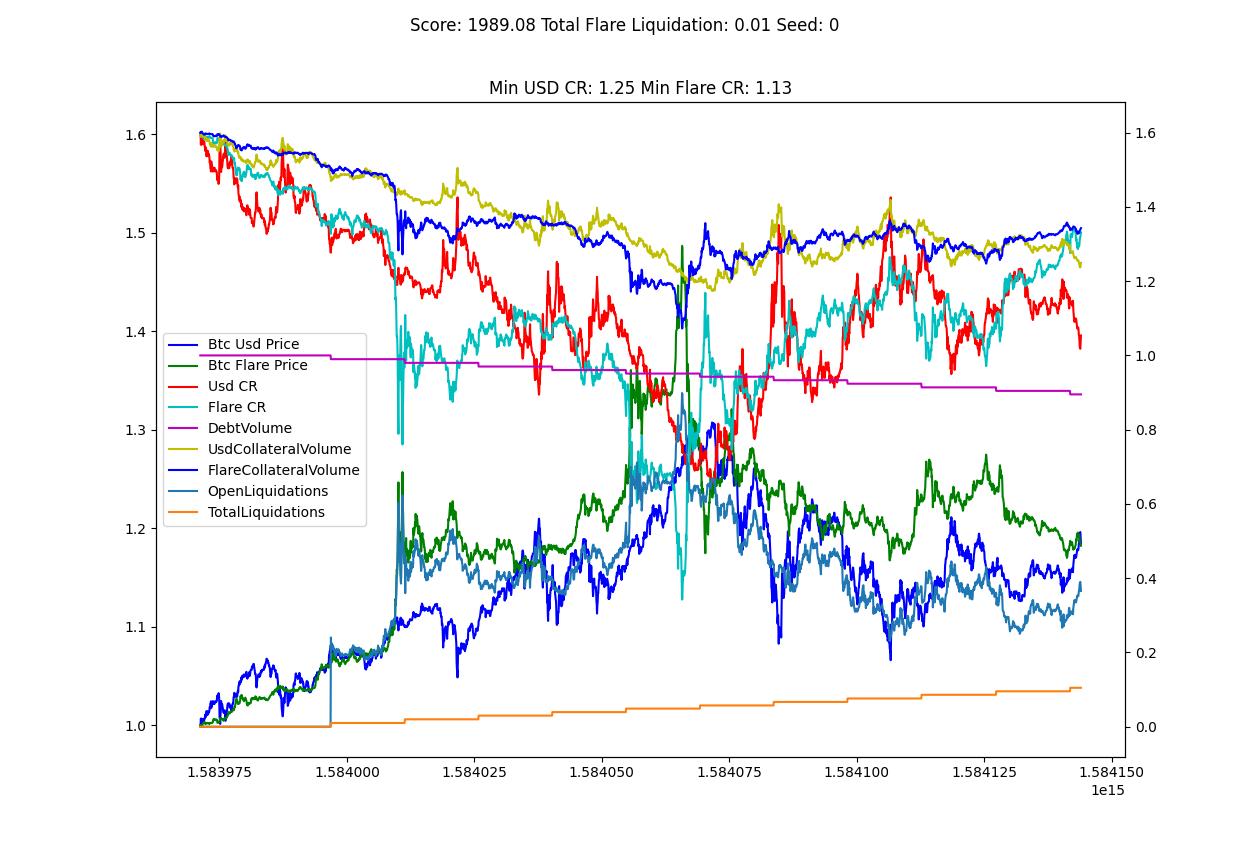 Score: 1989.08 Total Flare Liquidation: 0.01 Seed: 0
Min USD CR: 1.25 Min Flare CR: 1.13
1.6
1.5
1.4
1.3
1.2
1.1
1.0
Btc Usd Price
Btc Flare Price
Usd CR
Flare CR
DebtVolume
UsdCollateralVolume
FlareCollateralVolume
OpenLiquidations
TotalLiquidations
1.6
1.4
1.2
1.0
0.8
0.6
0.4
0.2
0.0
1.583975 1.584000 1.584025 1.584050 1.584075 1.584100 1.584125 1.584150
1e15